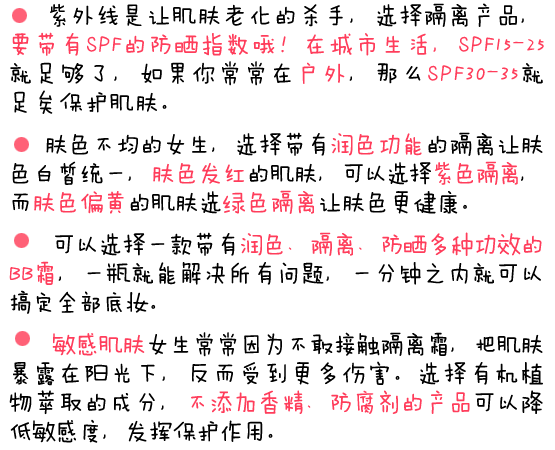 ● 紫外线是让肌肤老化的杀手，选择隔离产品，
要带有SPF的防晒指数哦！在城市生活，SPF15-25
就足够了，如果你常常在户外，那么SPF30-35就
足矣保护肌肤。
● 肤色不均的女生，选择带有润色功能的隔离让肤
色白皙统一，肤色发红的肌肤，可以选择紫色隔离，
而肤色偏黄的肌肤选绿色隔离让肤色更健康。
● 可以选择一款带有润色、隔离、防晒多种功效的
BB霜，一瓶就能解决所有问题，一分钟之内就可以
搞定全部底妆。
● 敏感肌肤女生常常因为不敢接触隔离霜，把肌肤
暴露在阳光下，反而受到更多伤害。选择有机植
物萃取的成分，不添加香精、防腐剂的产品可以降
低敏感度，发挥保护作用。